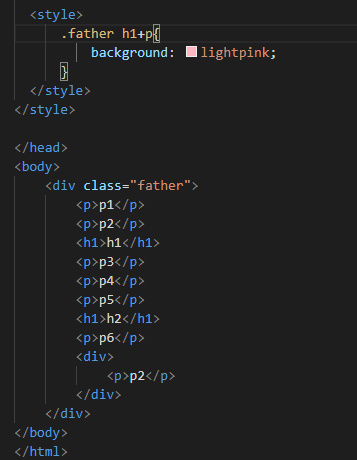 <style>
.father h1+p{
background: lightpink;
}
</style>
</style>
</head>
<body>
<div class="father">
<p>p1</p>
<p>p2</p>
<h1>h1</h1>
<p>p3</p>
<p>p4</p>
<p>p5</p>
<h1>h2</h1>
<p>p6</p>
<div>
<p>p2</p>
</div>
</div>
</body>
</html>